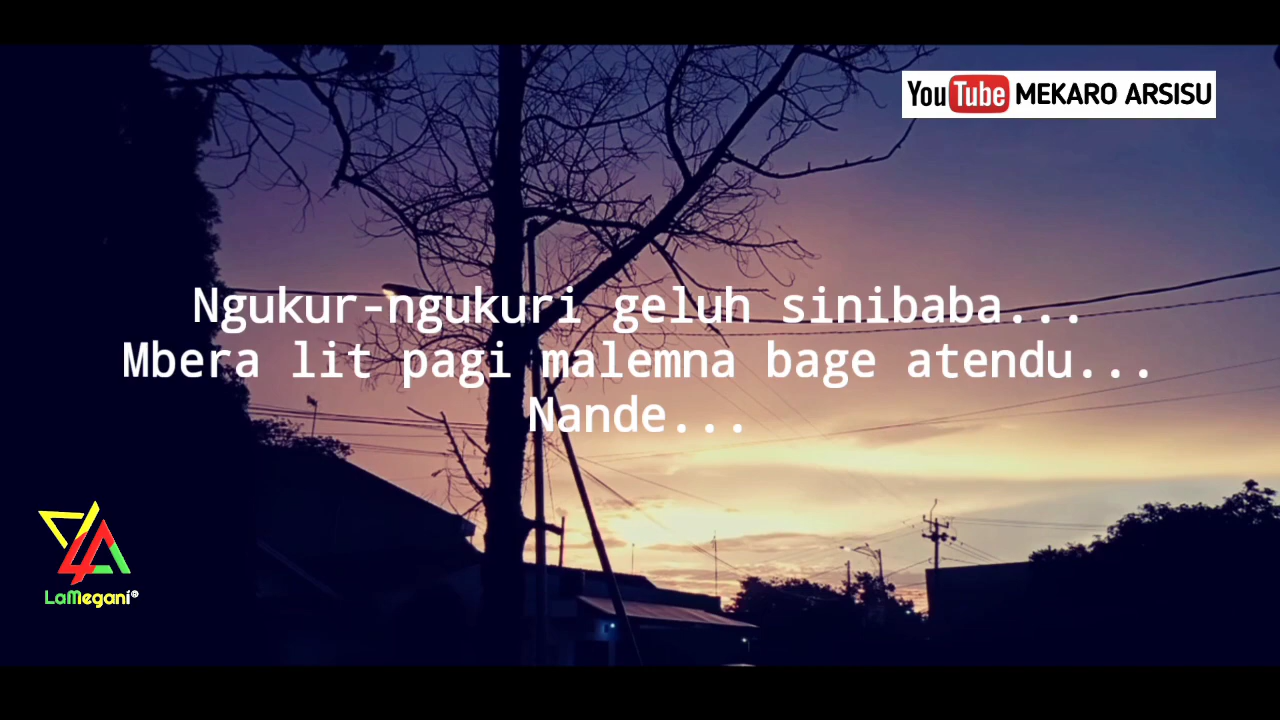 YouTube MEKARO ARSISU
Ngukur-ngukuri geluh sinibaba...
Mbera lit pagi malemna bage atendu...
Nande...
LaMegani®